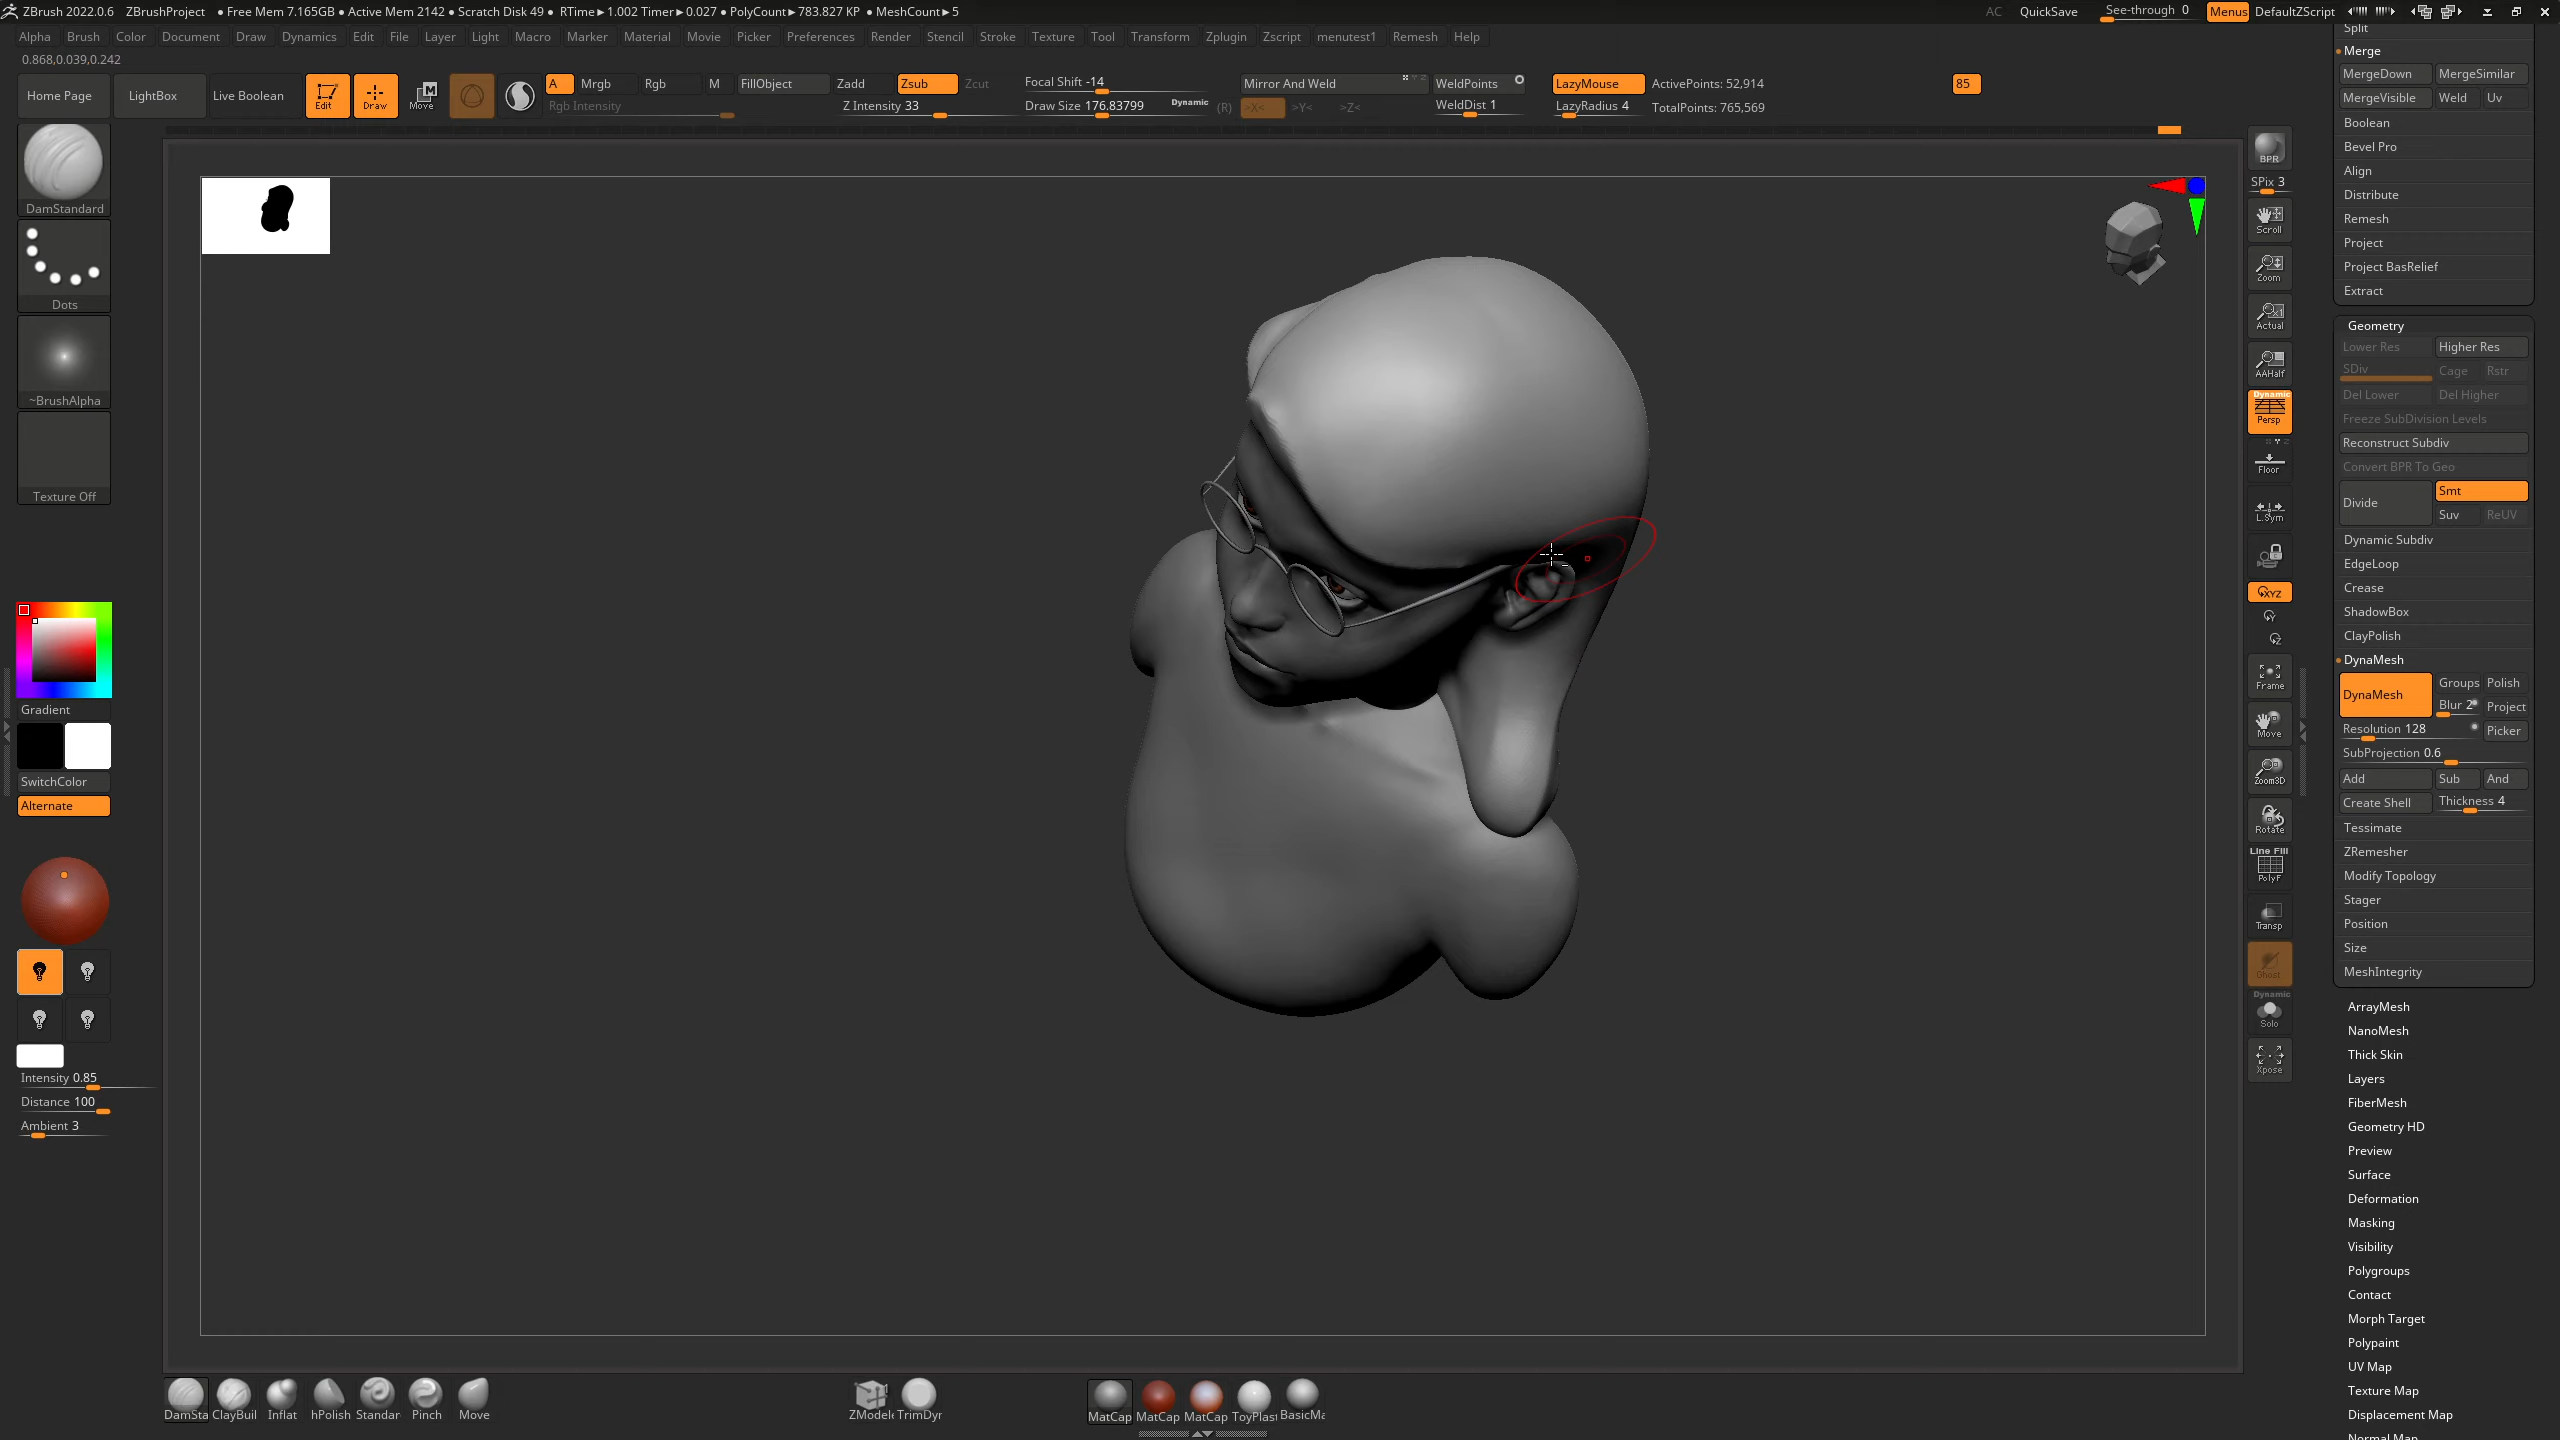 ZBrush 2022.0.6 ZBrushProject ● Free Mem 7.165GB ● Active Mem 2142 ● Scratch Disk 49 ● RTime►1.002 Timer►0.027 ● PolyCount►783.827 KP ● MeshCount►5 AC QuickSave See-through 0 Menus DefaultZScript
Alpha Brush Color Document Draw Dynamics Edit File Layer Light Macro Marker Material Movie Picker Preferences Render Stencil Stroke Texture Tool Transform Zplugin Zscript menutest1 Remesh Help
0.868,0.039,0.242
Home Page LightBox Live Boolean Edit Draw Move
A Mrgb Rgb M FillObject Zadd Zsub Zcut Focal Shift -14 Mirror And Weld WeldPoints LazyMouse ActivePoints: 52,914 85
Rgb Intensity Z Intensity 33 Draw Size 176.83799 Dynamic (R) >X< >Y< >Z< WeldDist 1 LazyRadius 4 TotalPoints: 765,569
DamStandard
Dots
~BrushAlpha
Texture Off
Gradient
SwitchColor
Alternate
Intensity 0.85
Distance 100
Ambient 3
BPR
SPix 3
Scroll
Zoom
Actual
AAHalf
Dynamic
Persp
Floor
L.Sym
XYZ
Y
Z
Frame
Move
Zoom3D
Rotate
Line Fill
PolyF
Transp
Ghost
Dynamic
Solo
Xpose
Split
Merge
MergeDown MergeSimilar
MergeVisible Weld Uv
Boolean
Bevel Pro
Align
Distribute
Remesh
Project
Project BasRelief
Extract
Geometry
Lower Res Higher Res
SDiv Cage Rstr
Del Lower Del Higher
Freeze SubDivision Levels
Reconstruct Subdiv
Convert BPR To Geo
Divide Smt
Suv ReUV
Dynamic Subdiv
EdgeLoop
Crease
ShadowBox
ClayPolish
DynaMesh
DynaMesh Groups Polish
Blur 2 Project
Resolution 128 Picker
SubProjection 0.6
Add Sub And
Create Shell Thickness 4
Tessimate
ZRemesher
Modify Topology
Stager
Position
Size
MeshIntegrity
ArrayMesh
NanoMesh
Thick Skin
Layers
FiberMesh
Geometry HD
Preview
Surface
Deformation
Masking
Visibility
Polygroups
Contact
Morph Target
Polypaint
UV Map
Texture Map
Displacement Map
Normal Map
DamSta ClayBuil Inflat hPolish Standar Pinch Move ZModele TrimDyr MatCap MatCap MatCap ToyPlas BasicMa